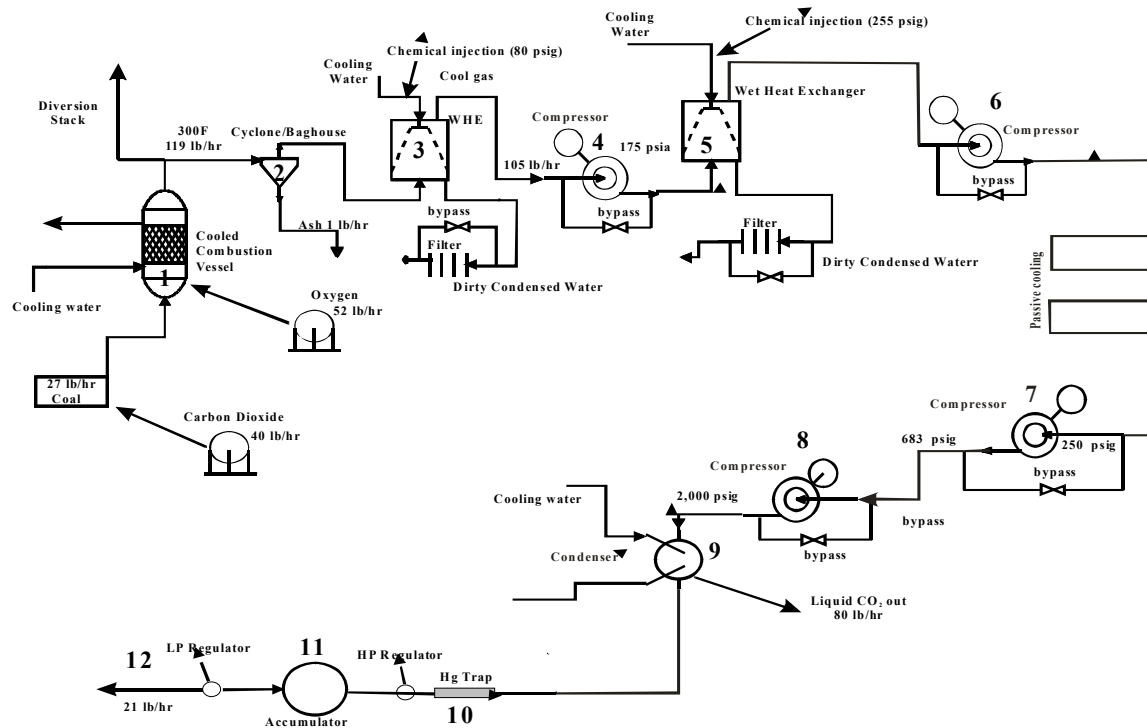 Cooling
Water
Chemical injection (255 psig)
Chemical injection (80 psig)
Cooling
Water
Cool gas
Diversion
Stack
300F
119 lb/hr
Cyclone/Baghouse
WHE
Wet Heat Exchanger
6
Compressor
Compressor
4
175 psia
3
5
2
105 lb/hr
bypass
bypass
bypass
Ash 1 lb/hr
Filter
Filter
Cooled
Combustion
Vessel
1
Dirty Condensed Water
Dirty Condensed Waterr
Cooling water
Oxygen
52 lb/hr
Passive cooling
27 lb/hr
Coal
Carbon Dioxide
40 lb/hr
7
Compressor
683 psig
250 psig
bypass
8
Compressor
2,000 psig
bypass
bypass
Cooling water
9
Condenser
Liquid CO₂ out
80 lb/hr
12
LP Regulator
11
HP Regulator
Hg Trap
10
21 lb/hr
Accumulator